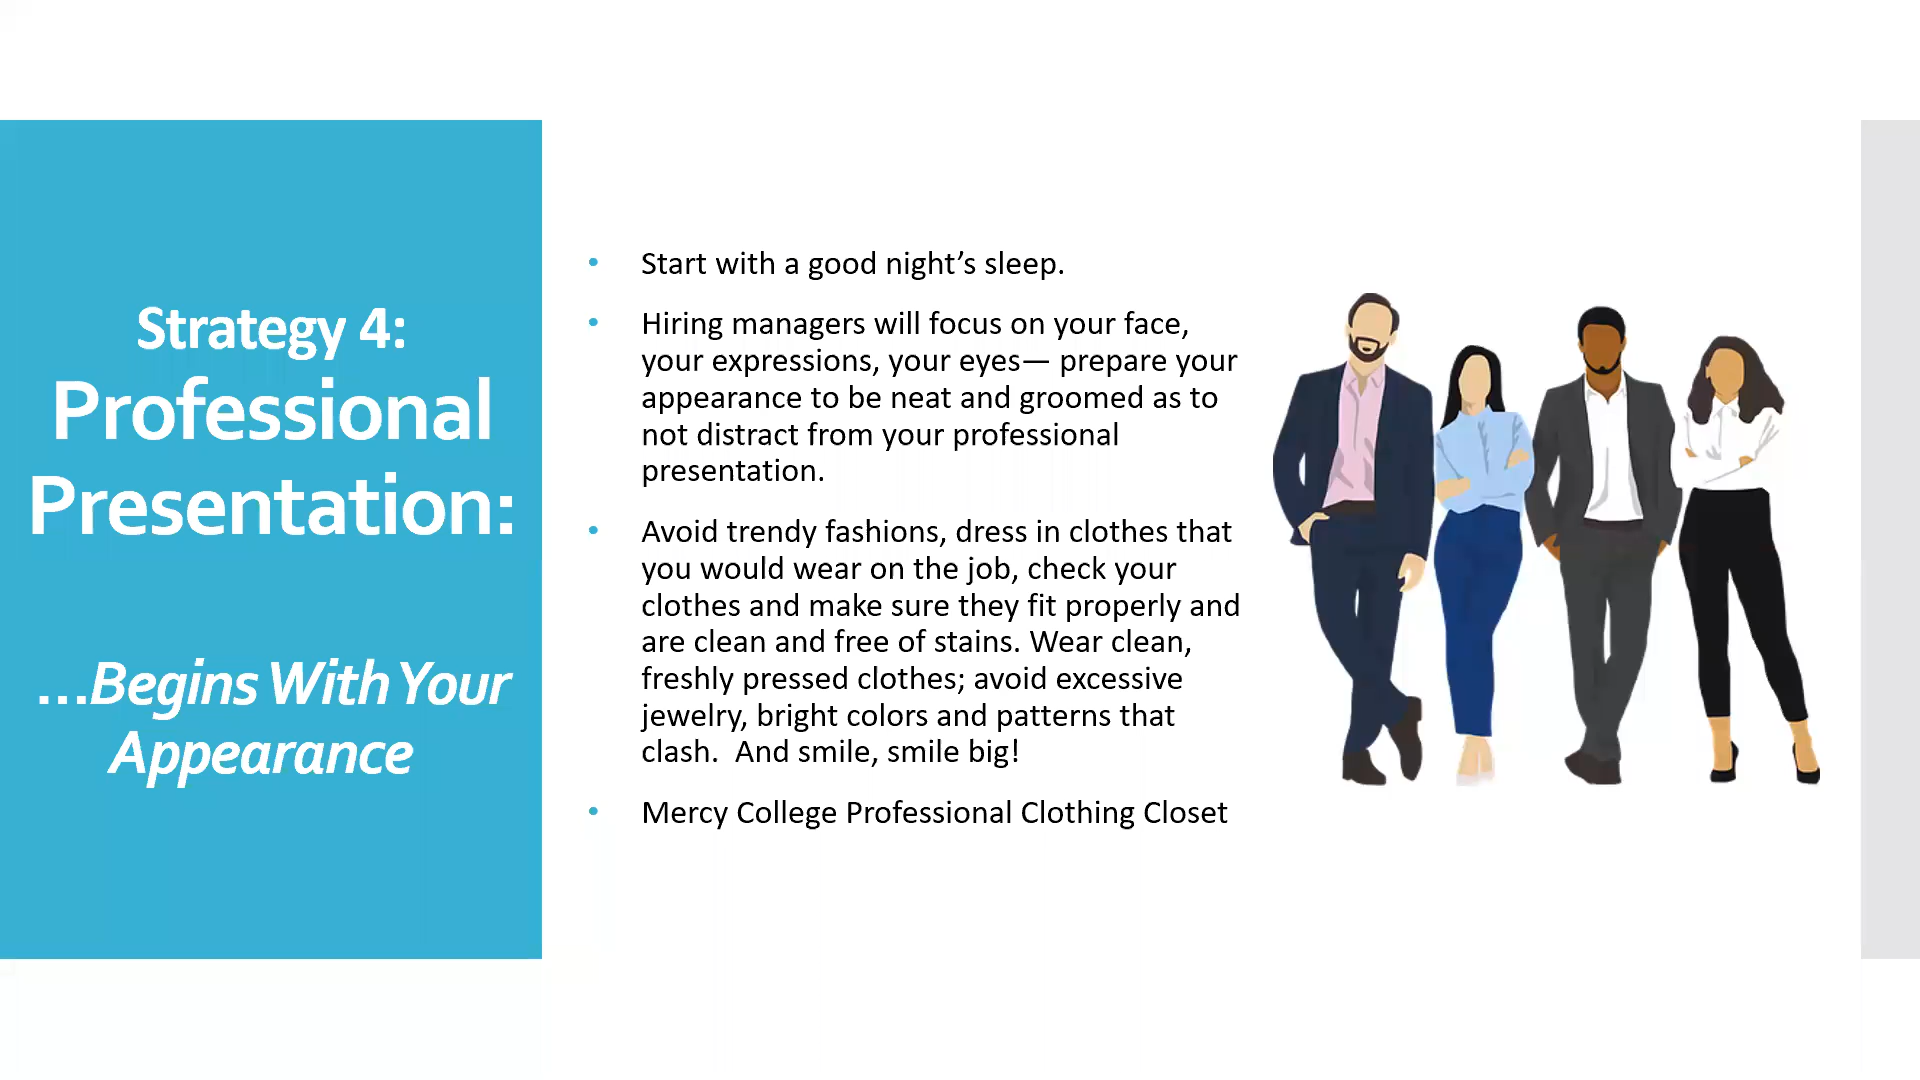 Strategy 4:
Professional
Presentation:
...Begins With Your
Appearance
• Start with a good night’s sleep.
• Hiring managers will focus on your face,
your expressions, your eyes— prepare your
appearance to be neat and groomed as to
not distract from your professional
presentation.
• Avoid trendy fashions, dress in clothes that
you would wear on the job, check your
clothes and make sure they fit properly and
are clean and free of stains. Wear clean,
freshly pressed clothes; avoid excessive
jewelry, bright colors and patterns that
clash.  And smile, smile big!
• Mercy College Professional Clothing Closet